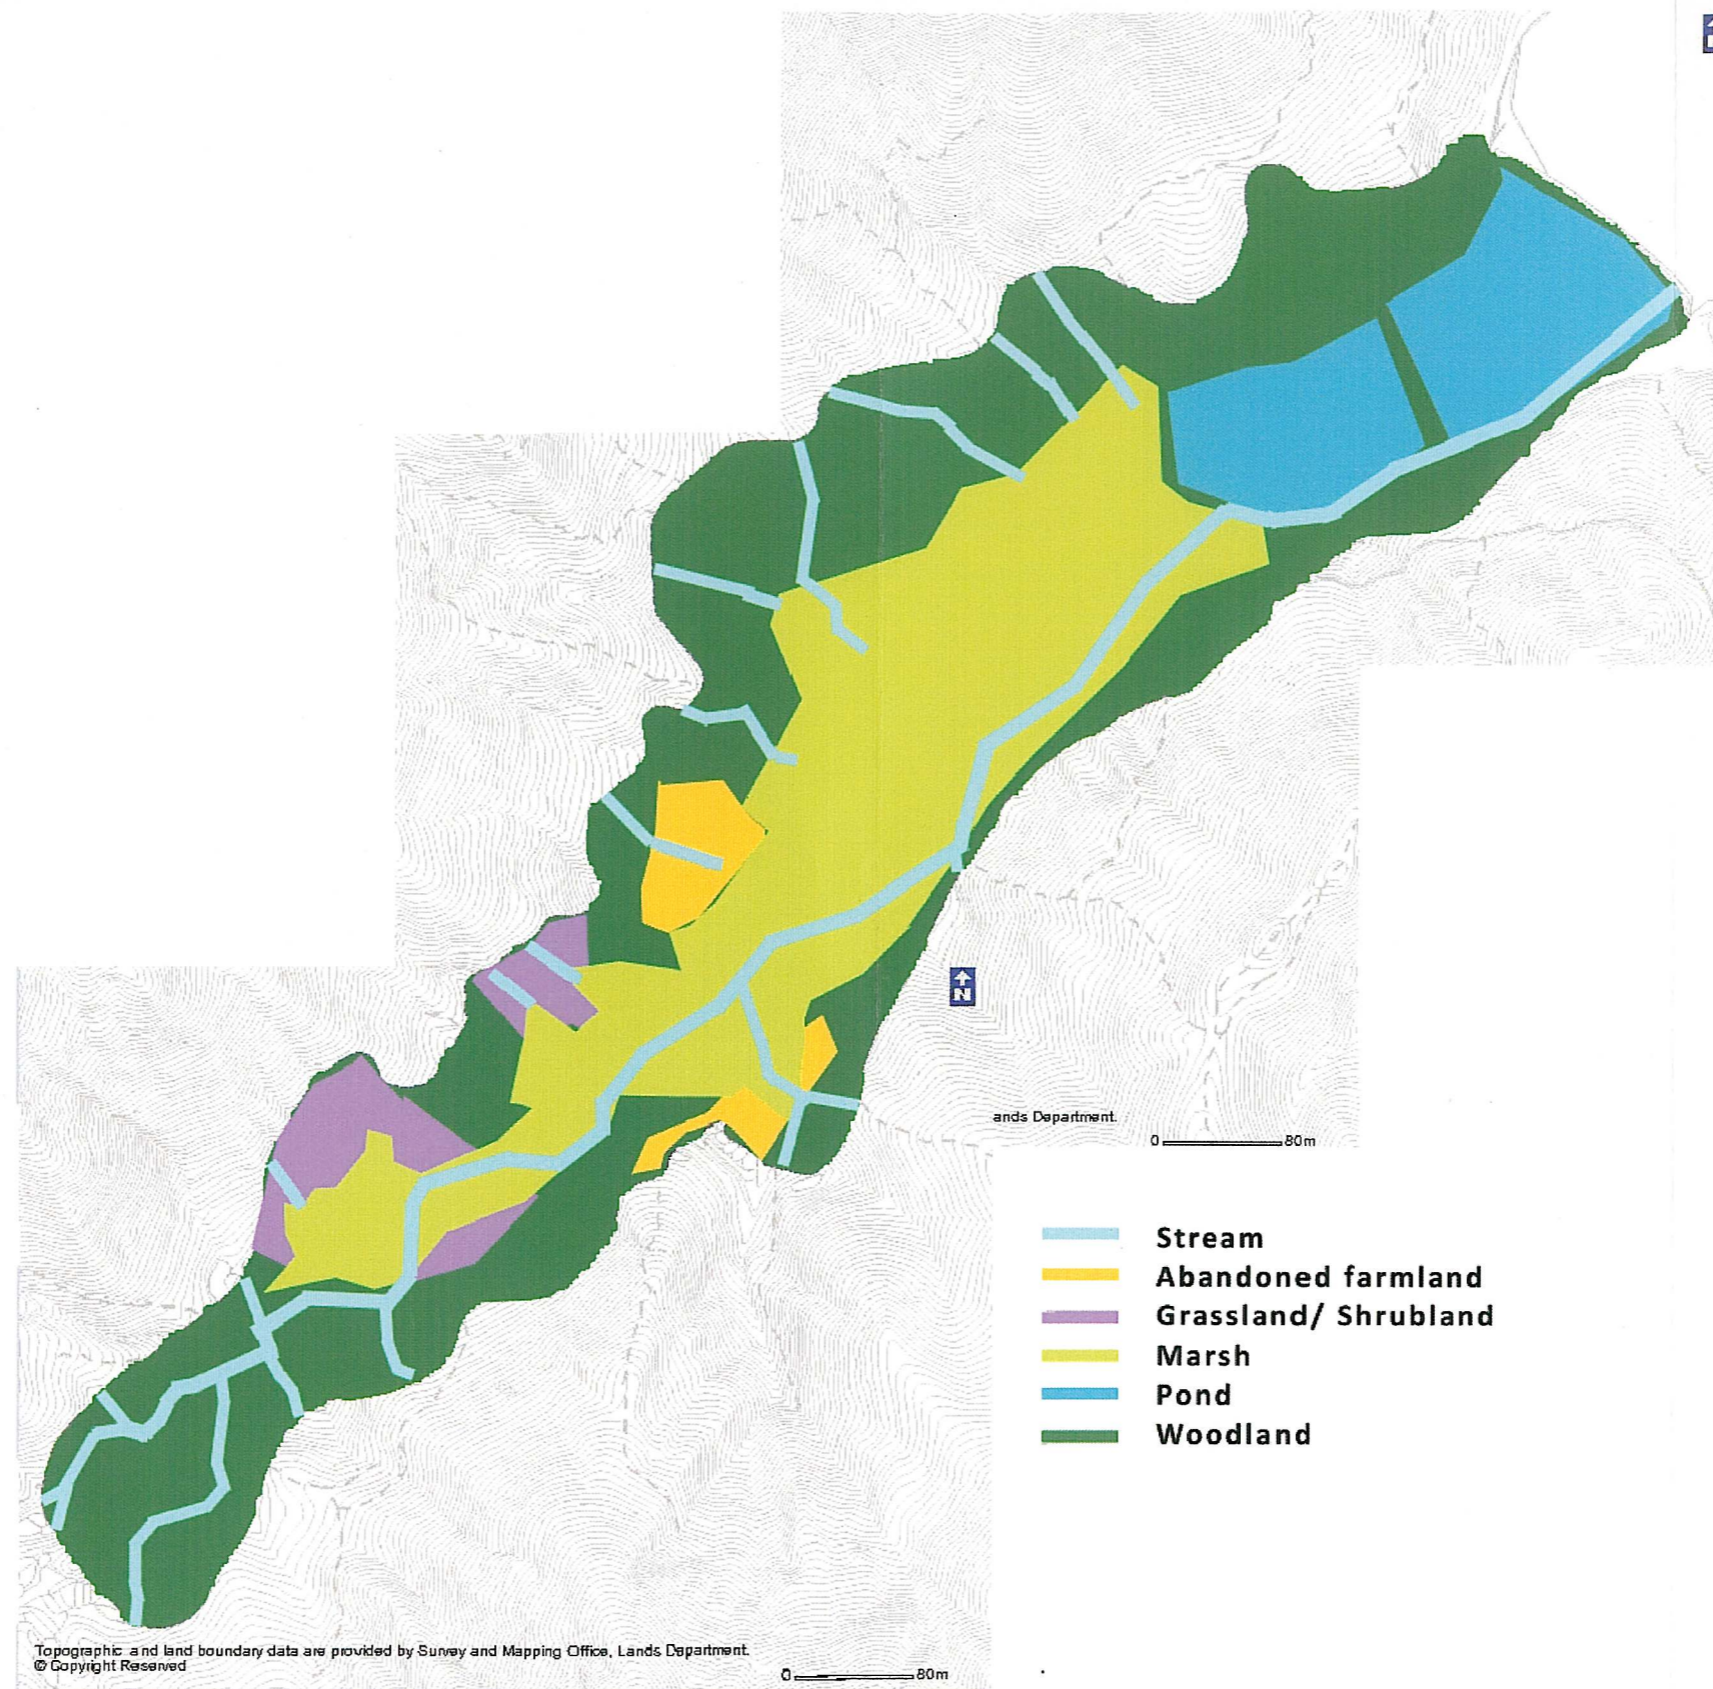 N
ands Department.
0 80m
Stream
Abandoned farmland
Grassland/ Shrubland
Marsh
Pond
Woodland
Topographic and land boundary data are provided by Survey and Mapping Office, Lands Department.
© Copyright Reserved
0 80m